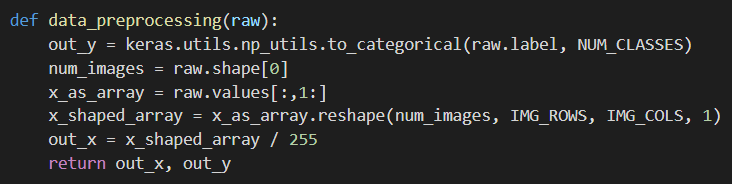 def data_preprocessing(raw):
    out_y = keras.utils.np_utils.to_categorical(raw.label, NUM_CLASSES)
    num_images = raw.shape[0]
    x_as_array = raw.values[:,1:]
    x_shaped_array = x_as_array.reshape(num_images, IMG_ROWS, IMG_COLS, 1)
    out_x = x_shaped_array / 255
    return out_x, out_y